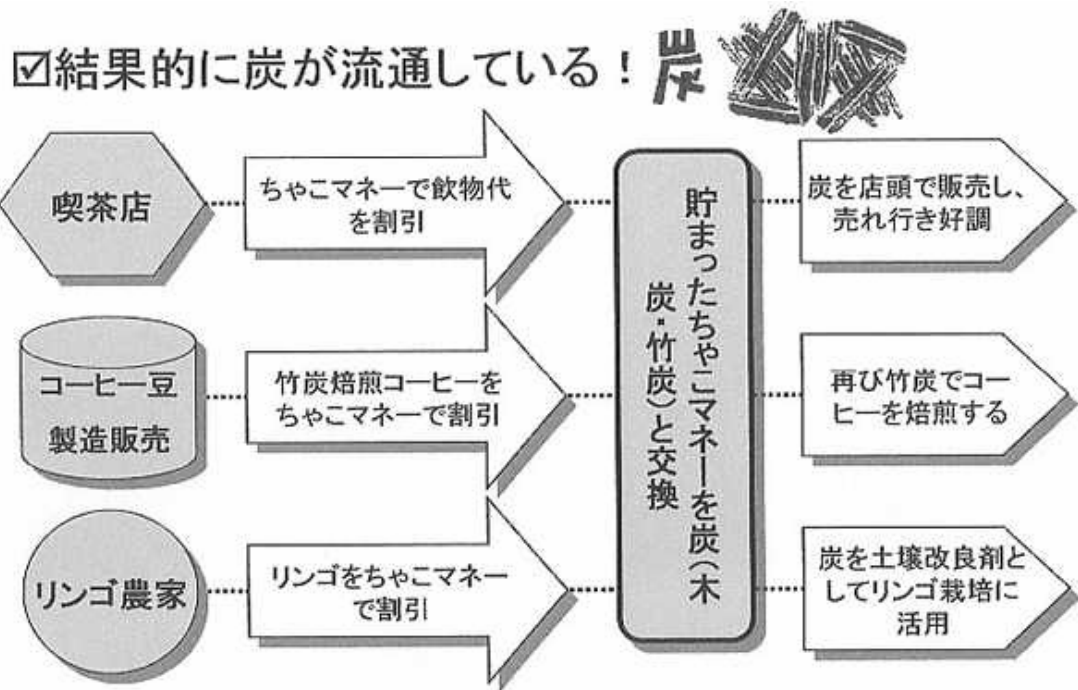 ☑結果的に炭が流通している！
炭
喫茶店
ちゃこマネーで飲物代
を割引
炭を店頭で販売し、
売れ行き好調
コーヒー豆
製造販売
竹炭焙煎コーヒーを
ちゃこマネーで割引
再び竹炭でコー
ヒーを焙煎する
リンゴ農家
リンゴをちゃこマネー
で割引
炭を土壌改良剤と
してリンゴ栽培に
活用
貯まったちゃこマネーを炭（木
炭・竹炭）と交換